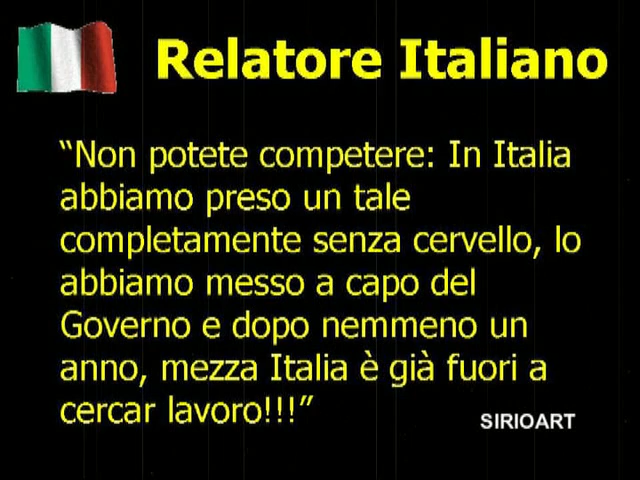 Relatore Italiano
“Non potete competere: In Italia
abbiamo preso un tale
completamente senza cervello, lo
abbiamo messo a capo del
Governo e dopo nemmeno un
anno, mezza Italia è già fuori a
cercar lavoro!!!”
SIRIOART